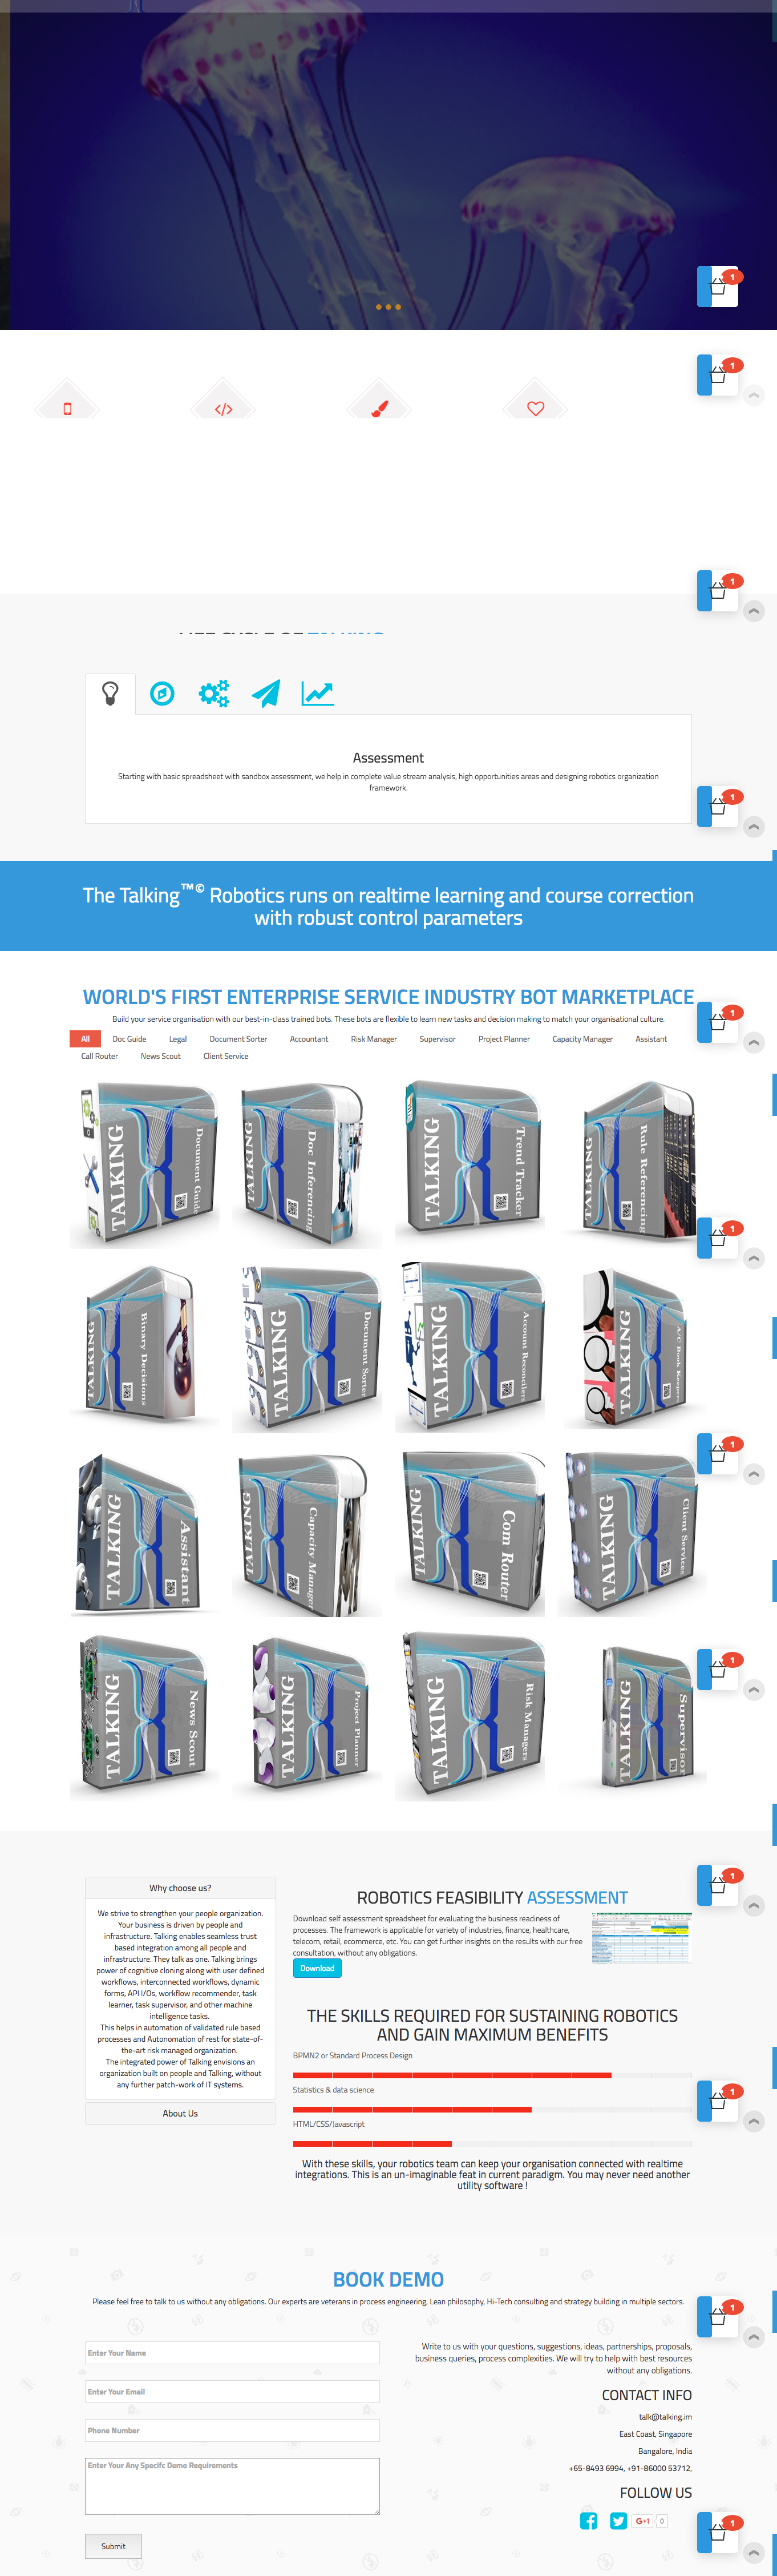 1
1
1
LIFE CYCLE OF TALKING
Assessment
Starting with basic spreadsheet with sandbox assessment, we help in complete value stream analysis, high opportunities areas and designing robotics organization
framework.
1
The Talking™© Robotics runs on realtime learning and course correction
with robust control parameters
WORLD'S FIRST ENTERPRISE SERVICE INDUSTRY BOT MARKETPLACE
1
Build your service organisation with our best-in-class trained bots. These bots are flexible to learn new tasks and decision making to match your organisational culture.
All Doc Guide Legal Document Sorter Accountant Risk Manager Supervisor Project Planner Capacity Manager Assistant
Call Router News Scout Client Service
TALKING Document Guide
TALKING Doc Inferencing
TALKING Trend Tracker
TALKING Rule Referencing
1
TALKING Binary Decisions
TALKING Document Sorter
TALKING Account Reconcilers
TALKING A/C Book Keeper
1
TALKING Assistant
TALKING Capacity Manager
TALKING Com Router
TALKING Client Services
TALKING News Scout
TALKING Project Planner
TALKING Risk Managers
TALKING Supervisor
1
Why choose us?
We strive to strengthen your people organization.
Your business is driven by people and
infrastructure. Talking enables seamless trust
based integration among all people and
infrastructure. They talk as one. Talking brings
power of cognitive cloning along with user defined
workflows, interconnected workflows, dynamic
forms, API I/Os, workflow recommender, task
learner, task supervisor, and other machine
intelligence tasks.
This helps in automation of validated rule based
processes and Autonomation of rest for state-of-
the-art risk managed organization.
The integrated power of Talking envisions an
organization built on people and Talking, without
any further patch-work of IT systems.
About Us
1
ROBOTICS FEASIBILITY ASSESSMENT
Download self assessment spreadsheet for evaluating the business readiness of
processes. The framework is applicable for variety of industries, finance, healthcare,
telecom, retail, ecommerce, etc. You can get further insights on the results with our free
consultation, without any obligations.
Download
THE SKILLS REQUIRED FOR SUSTAINING ROBOTICS
AND GAIN MAXIMUM BENEFITS
BPMN2 or Standard Process Design
Statistics & data science
1
HTML/CSS/Javascript
With these skills, your robotics team can keep your organisation connected with realtime
integrations. This is an un-imaginable feat in current paradigm. You may never need another
utility software !
BOOK DEMO
Please feel free to talk to us without any obligations. Our experts are veterans in process engineering, Lean philosophy, Hi-Tech consulting and strategy building in multiple sectors.
1
Enter Your Name
Enter Your Email
Phone Number
Enter Your Any Specifc Demo Requirements
Submit
Write to us with your questions, suggestions, ideas, partnerships, proposals,
business queries, process complexities. We will try to help with best resources
without any obligations.
CONTACT INFO
talk@talking.im
East Coast, Singapore
Bangalore, India
+65-8493 6994, +91-86000 53712,
FOLLOW US
G+1 0
1